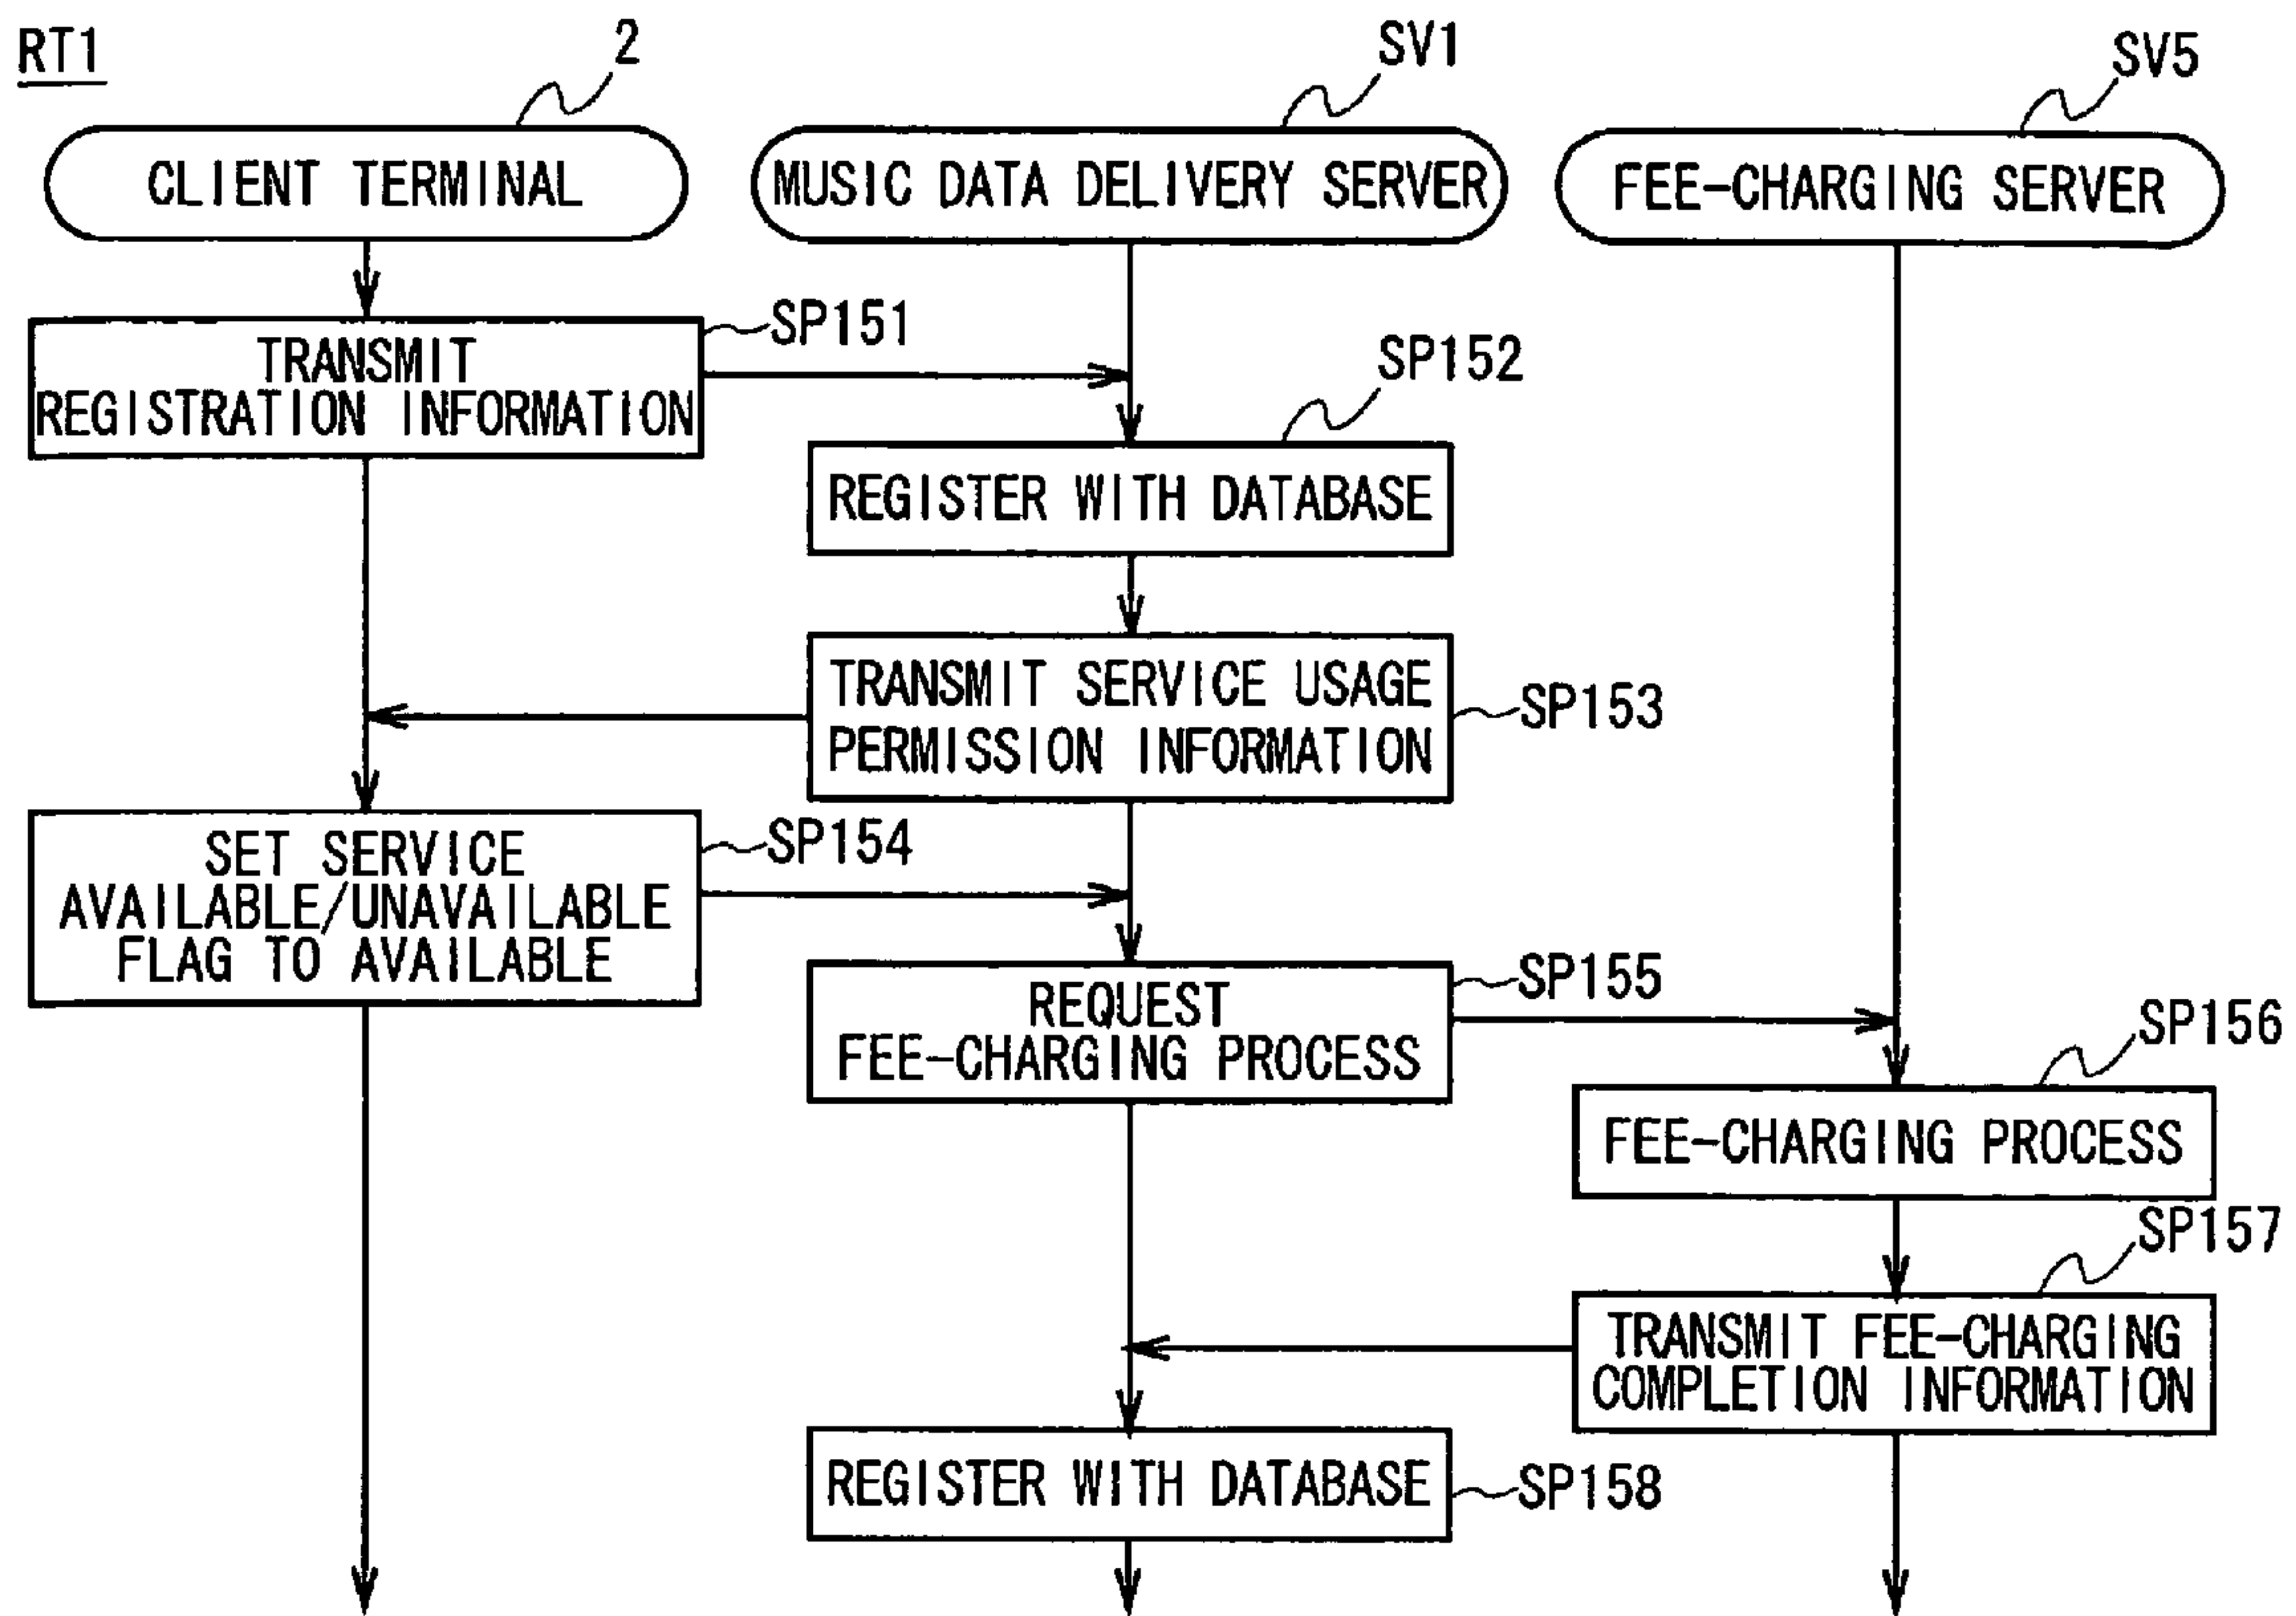 RT1
2
SV1
SV5
CLIENT TERMINAL
MUSIC DATA DELIVERY SERVER
FEE-CHARGING SERVER
SP151
TRANSMIT
REGISTRATION INFORMATION
SP152
REGISTER WITH DATABASE
TRANSMIT SERVICE USAGE
PERMISSION INFORMATION
SP153
SET SERVICE
AVAILABLE/UNAVAILABLE
FLAG TO AVAILABLE
SP154
REQUEST
FEE-CHARGING PROCESS
SP155
SP156
FEE-CHARGING PROCESS
SP157
TRANSMIT FEE-CHARGING
COMPLETION INFORMATION
REGISTER WITH DATABASE
SP158